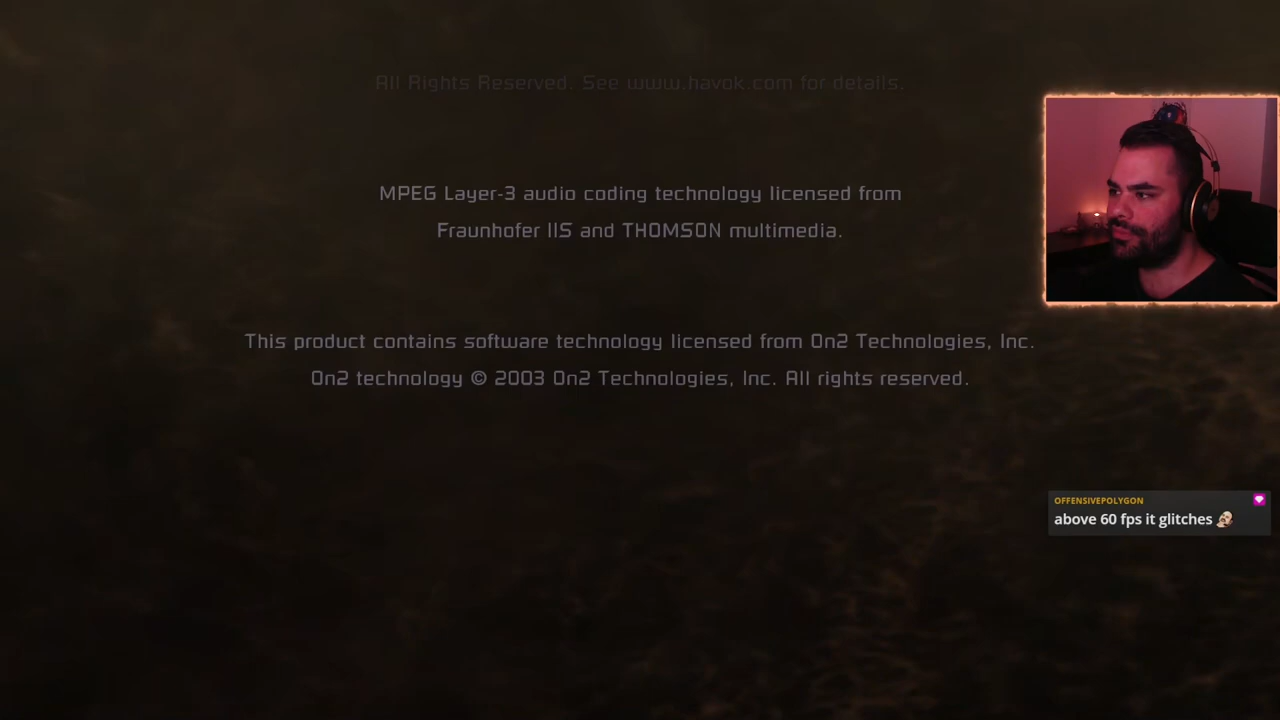 All Rights Reserved. See www.havok.com for details.
MPEG Layer-3 audio coding technology licensed from
Fraunhofer IIS and THOMSON multimedia.
This product contains software technology licensed from On2 Technologies, Inc.
On2 technology © 2003 On2 Technologies, Inc. All rights reserved.
OFFENSIVEPOLYGON
above 60 fps it glitches